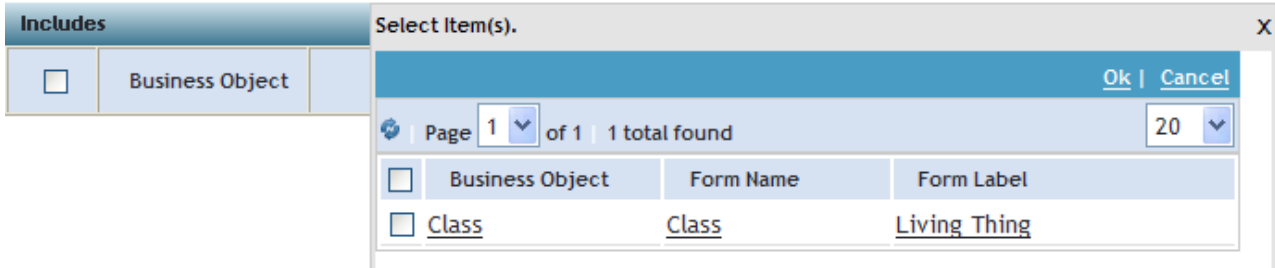 Includes
Business Object
Select Item(s). X
Ok | Cancel
Page 1 of 1 | 1 total found 20
Business Object Form Name Form Label
Class Class Living Thing